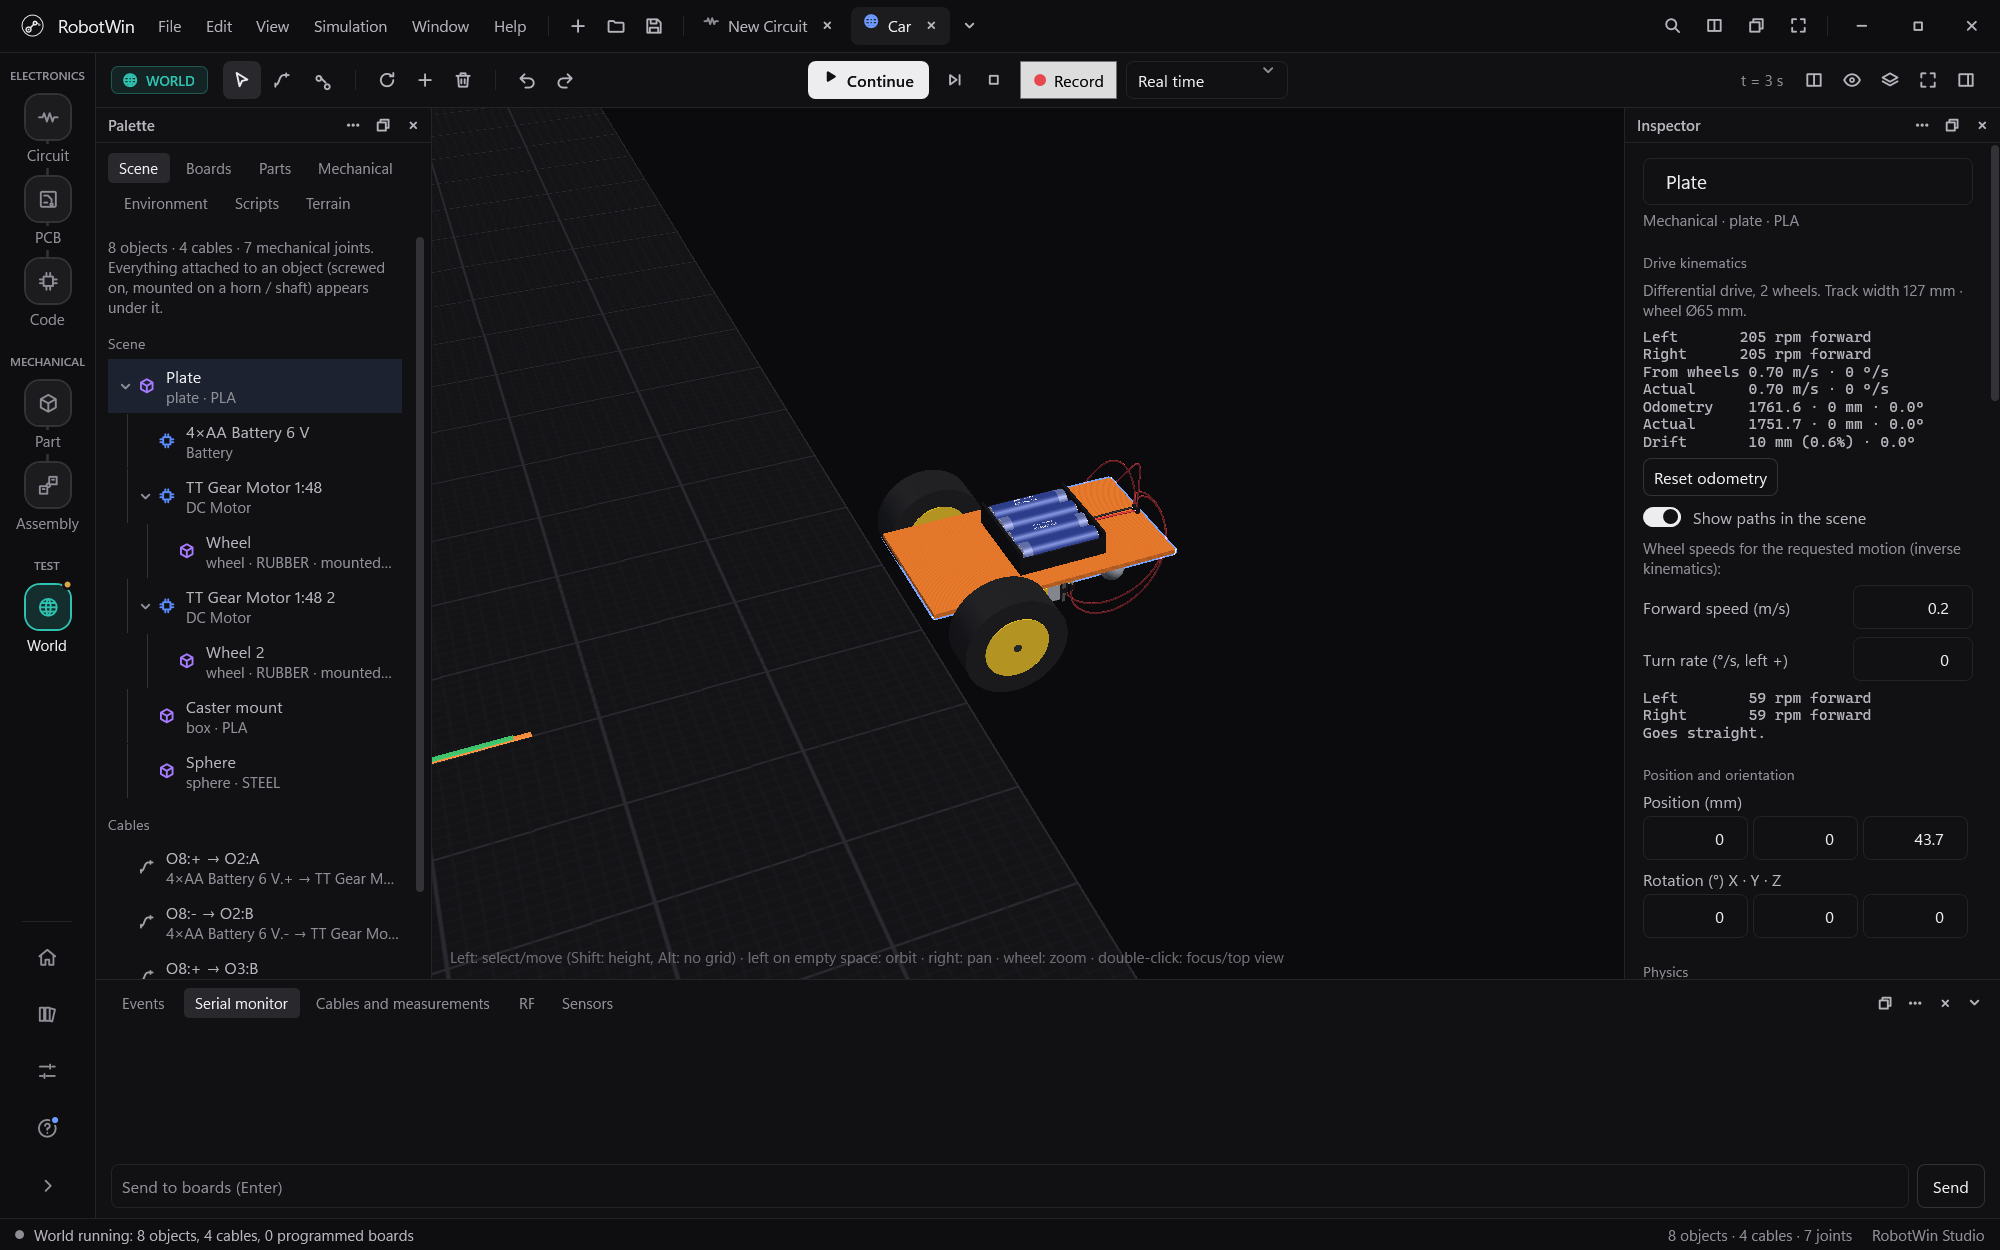 RobotWin
File
Edit
View
Simulation
Window
Help
New Circuit
Car
ELECTRONICS
Circuit
PCB
Code
MECHANICAL
Part
Assembly
TEST
World
WORLD
Continue
Record
Real time
t = 3 s
Palette
Scene
Boards
Parts
Mechanical
Environment
Scripts
Terrain
8 objects · 4 cables · 7 mechanical joints.
Everything attached to an object (screwed
on, mounted on a horn / shaft) appears
under it.
Scene
Plate
plate · PLA
4×AA Battery 6 V
Battery
TT Gear Motor 1:48
DC Motor
Wheel
wheel · RUBBER · mounted...
TT Gear Motor 1:48 2
DC Motor
Wheel 2
wheel · RUBBER · mounted...
Caster mount
box · PLA
Sphere
sphere · STEEL
Cables
O8:+ → O2:A
4×AA Battery 6 V.+ → TT Gear M...
O8:- → O2:B
4×AA Battery 6 V.- → TT Gear Mo...
O8:+ → O3:B
Left: select/move (Shift: height, Alt: no grid) · left on empty space: orbit · right: pan · wheel: zoom · double-click: focus/top view
Inspector
Plate
Mechanical · plate · PLA
Drive kinematics
Differential drive, 2 wheels. Track width 127 mm ·
wheel Ø65 mm.
Left 205 rpm forward
Right 205 rpm forward
From wheels 0.70 m/s · 0 °/s
Actual 0.70 m/s · 0 °/s
Odometry 1761.6 · 0 mm · 0.0°
Actual 1751.7 · 0 mm · 0.0°
Drift 10 mm (0.6%) · 0.0°
Reset odometry
Show paths in the scene
Wheel speeds for the requested motion (inverse
kinematics):
Forward speed (m/s) 0.2
Turn rate (°/s, left +) 0
Left 59 rpm forward
Right 59 rpm forward
Goes straight.
Position and orientation
Position (mm)
0 0 43.7
Rotation (°) X · Y · Z
0 0 0
Physics
Events
Serial monitor
Cables and measurements
RF
Sensors
Send to boards (Enter)
Send
World running: 8 objects, 4 cables, 0 programmed boards
8 objects · 4 cables · 7 joints
RobotWin Studio